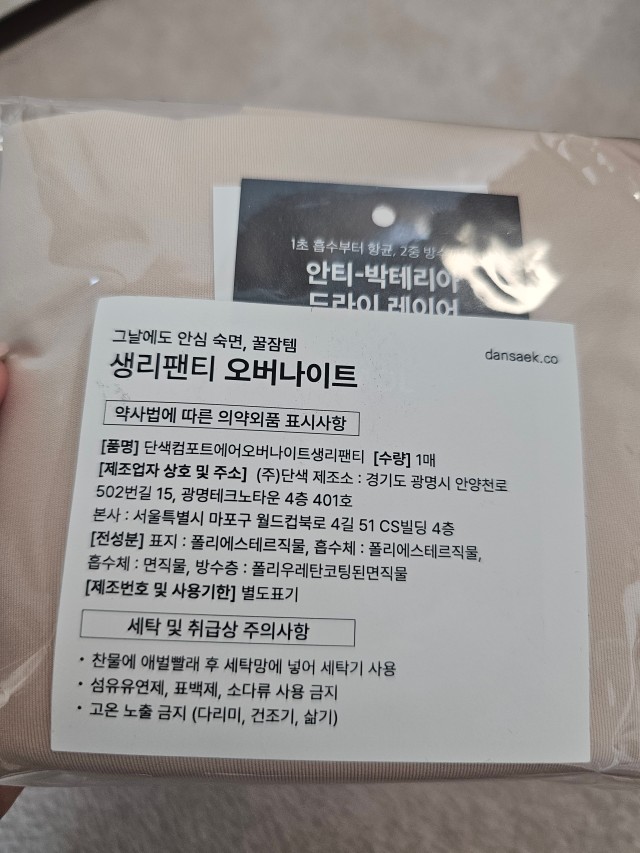 1초 흡수부터 항균, 2중 방수
안티-박테리아
드라이 레이어
그날에도 안심 숙면, 꿀잠템
dansaek.co
생리팬티 오버나이트
약사법에 따른 의약외품 표시사항
[품명] 단색컴포트에어오버나이트생리팬티 [수량] 1매
[제조업자 상호 및 주소] (주)단색 제조소 : 경기도 광명시 안양천로
502번길 15, 광명테크노타운 4층 401호
본사 : 서울특별시 마포구 월드컵북로 4길 51 CS빌딩 4층
[전성분] 표지 : 폴리에스테르직물, 흡수체 : 폴리에스테르직물,
흡수체 : 면직물, 방수층 : 폴리우레탄코팅된면직물
[제조번호 및 사용기한] 별도표기
세탁 및 취급상 주의사항
• 찬물에 애벌빨래 후 세탁망에 넣어 세탁기 사용
• 섬유유연제, 표백제, 소다류 사용 금지
• 고온 노출 금지 (다리미, 건조기, 삶기)